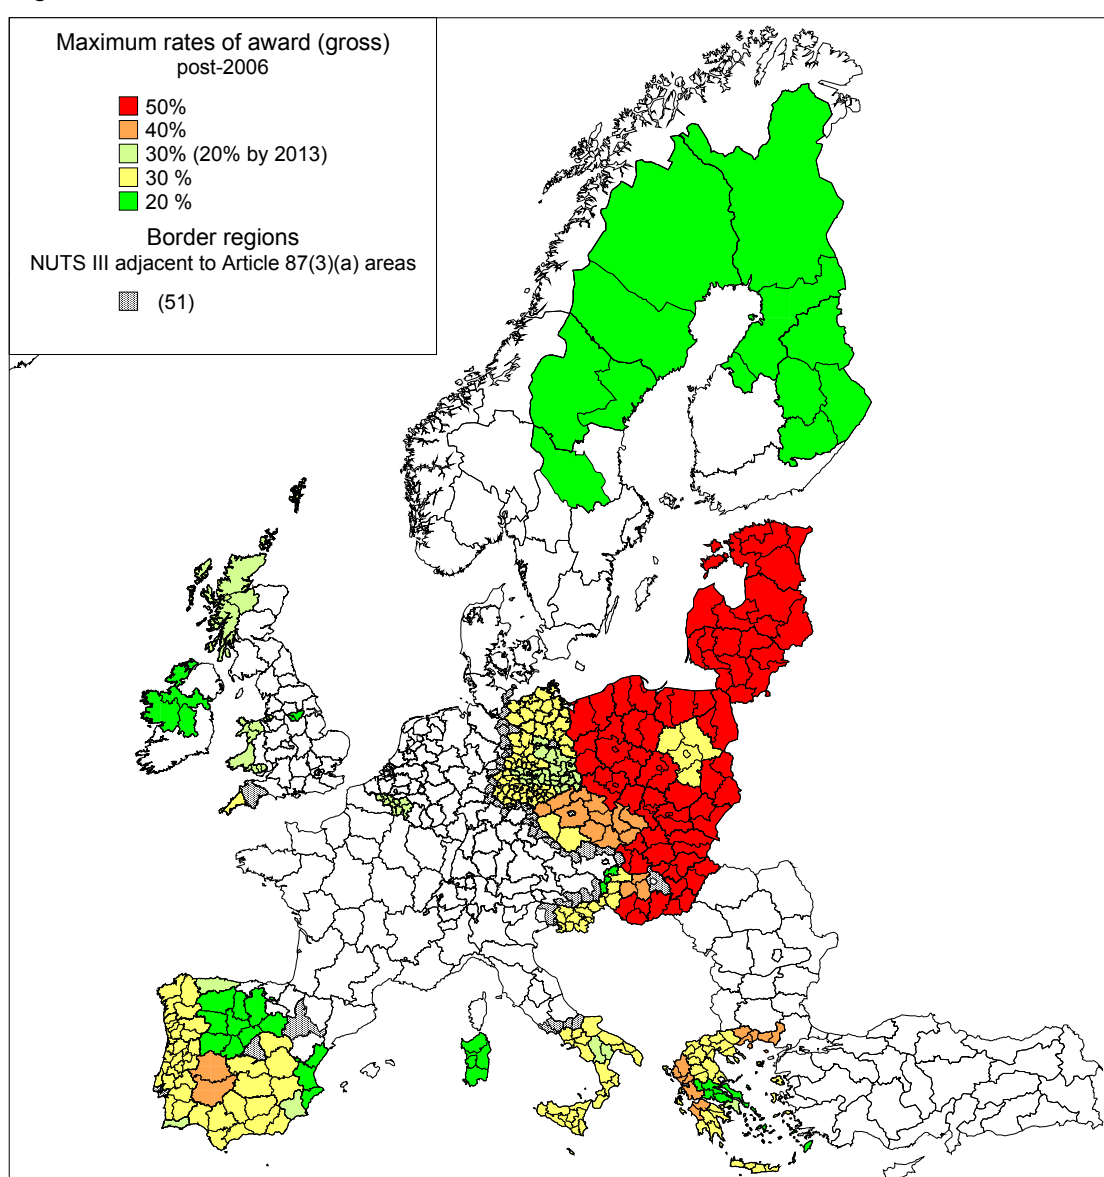 Maximum rates of award (gross)
post-2006
50%
40%
30% (20% by 2013)
30 %
20 %
Border regions
NUTS III adjacent to Article 87(3)(a) areas
(51)